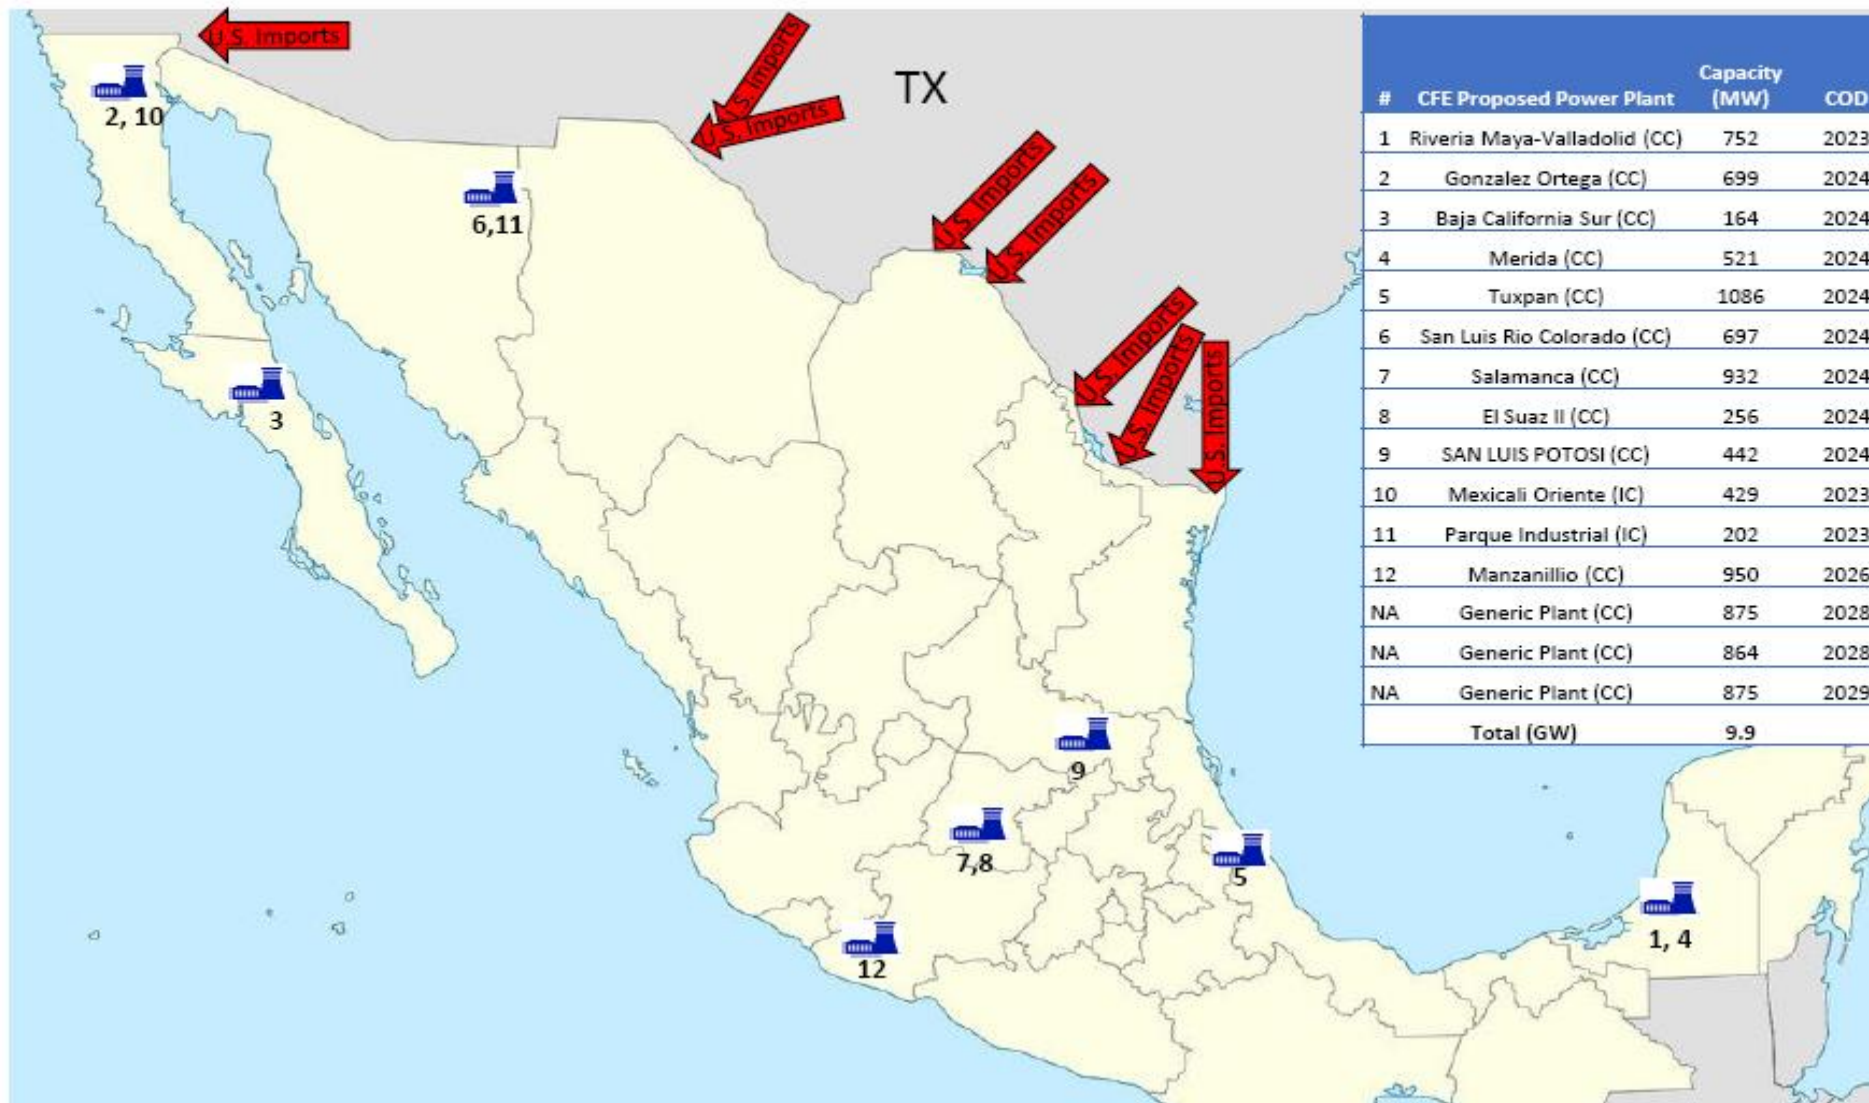 U.S. Imports
U.S. Imports
U.S. Imports
TX
U.S. Imports
U.S. Imports
U.S. Imports
U.S. Imports
U.S. Imports
2, 10
6,11
3
9
7,8
5
12
1, 4
# CFE Proposed Power Plant Capacity (MW) COD
1 Riveria Maya-Valladolid (CC) 752 2023
2 Gonzalez Ortega (CC) 699 2024
3 Baja California Sur (CC) 164 2024
4 Merida (CC) 521 2024
5 Tuxpan (CC) 1086 2024
6 San Luis Rio Colorado (CC) 697 2024
7 Salamanca (CC) 932 2024
8 El Suaz II (CC) 256 2024
9 SAN LUIS POTOSI (CC) 442 2024
10 Mexicali Oriente (IC) 429 2023
11 Parque Industrial (IC) 202 2023
12 Manzanillio (CC) 950 2026
NA Generic Plant (CC) 875 2028
NA Generic Plant (CC) 864 2028
NA Generic Plant (CC) 875 2029
Total (GW) 9.9